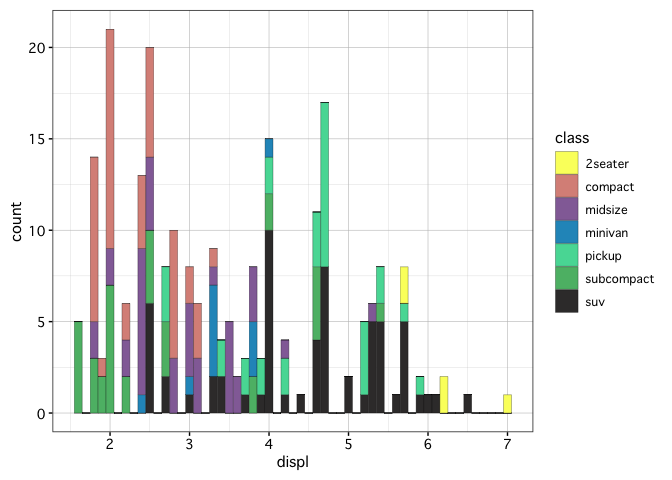 20
15
10
5
0
count
2 3 4 5 6 7
displ
class
2seater
compact
midsize
minivan
pickup
subcompact
suv